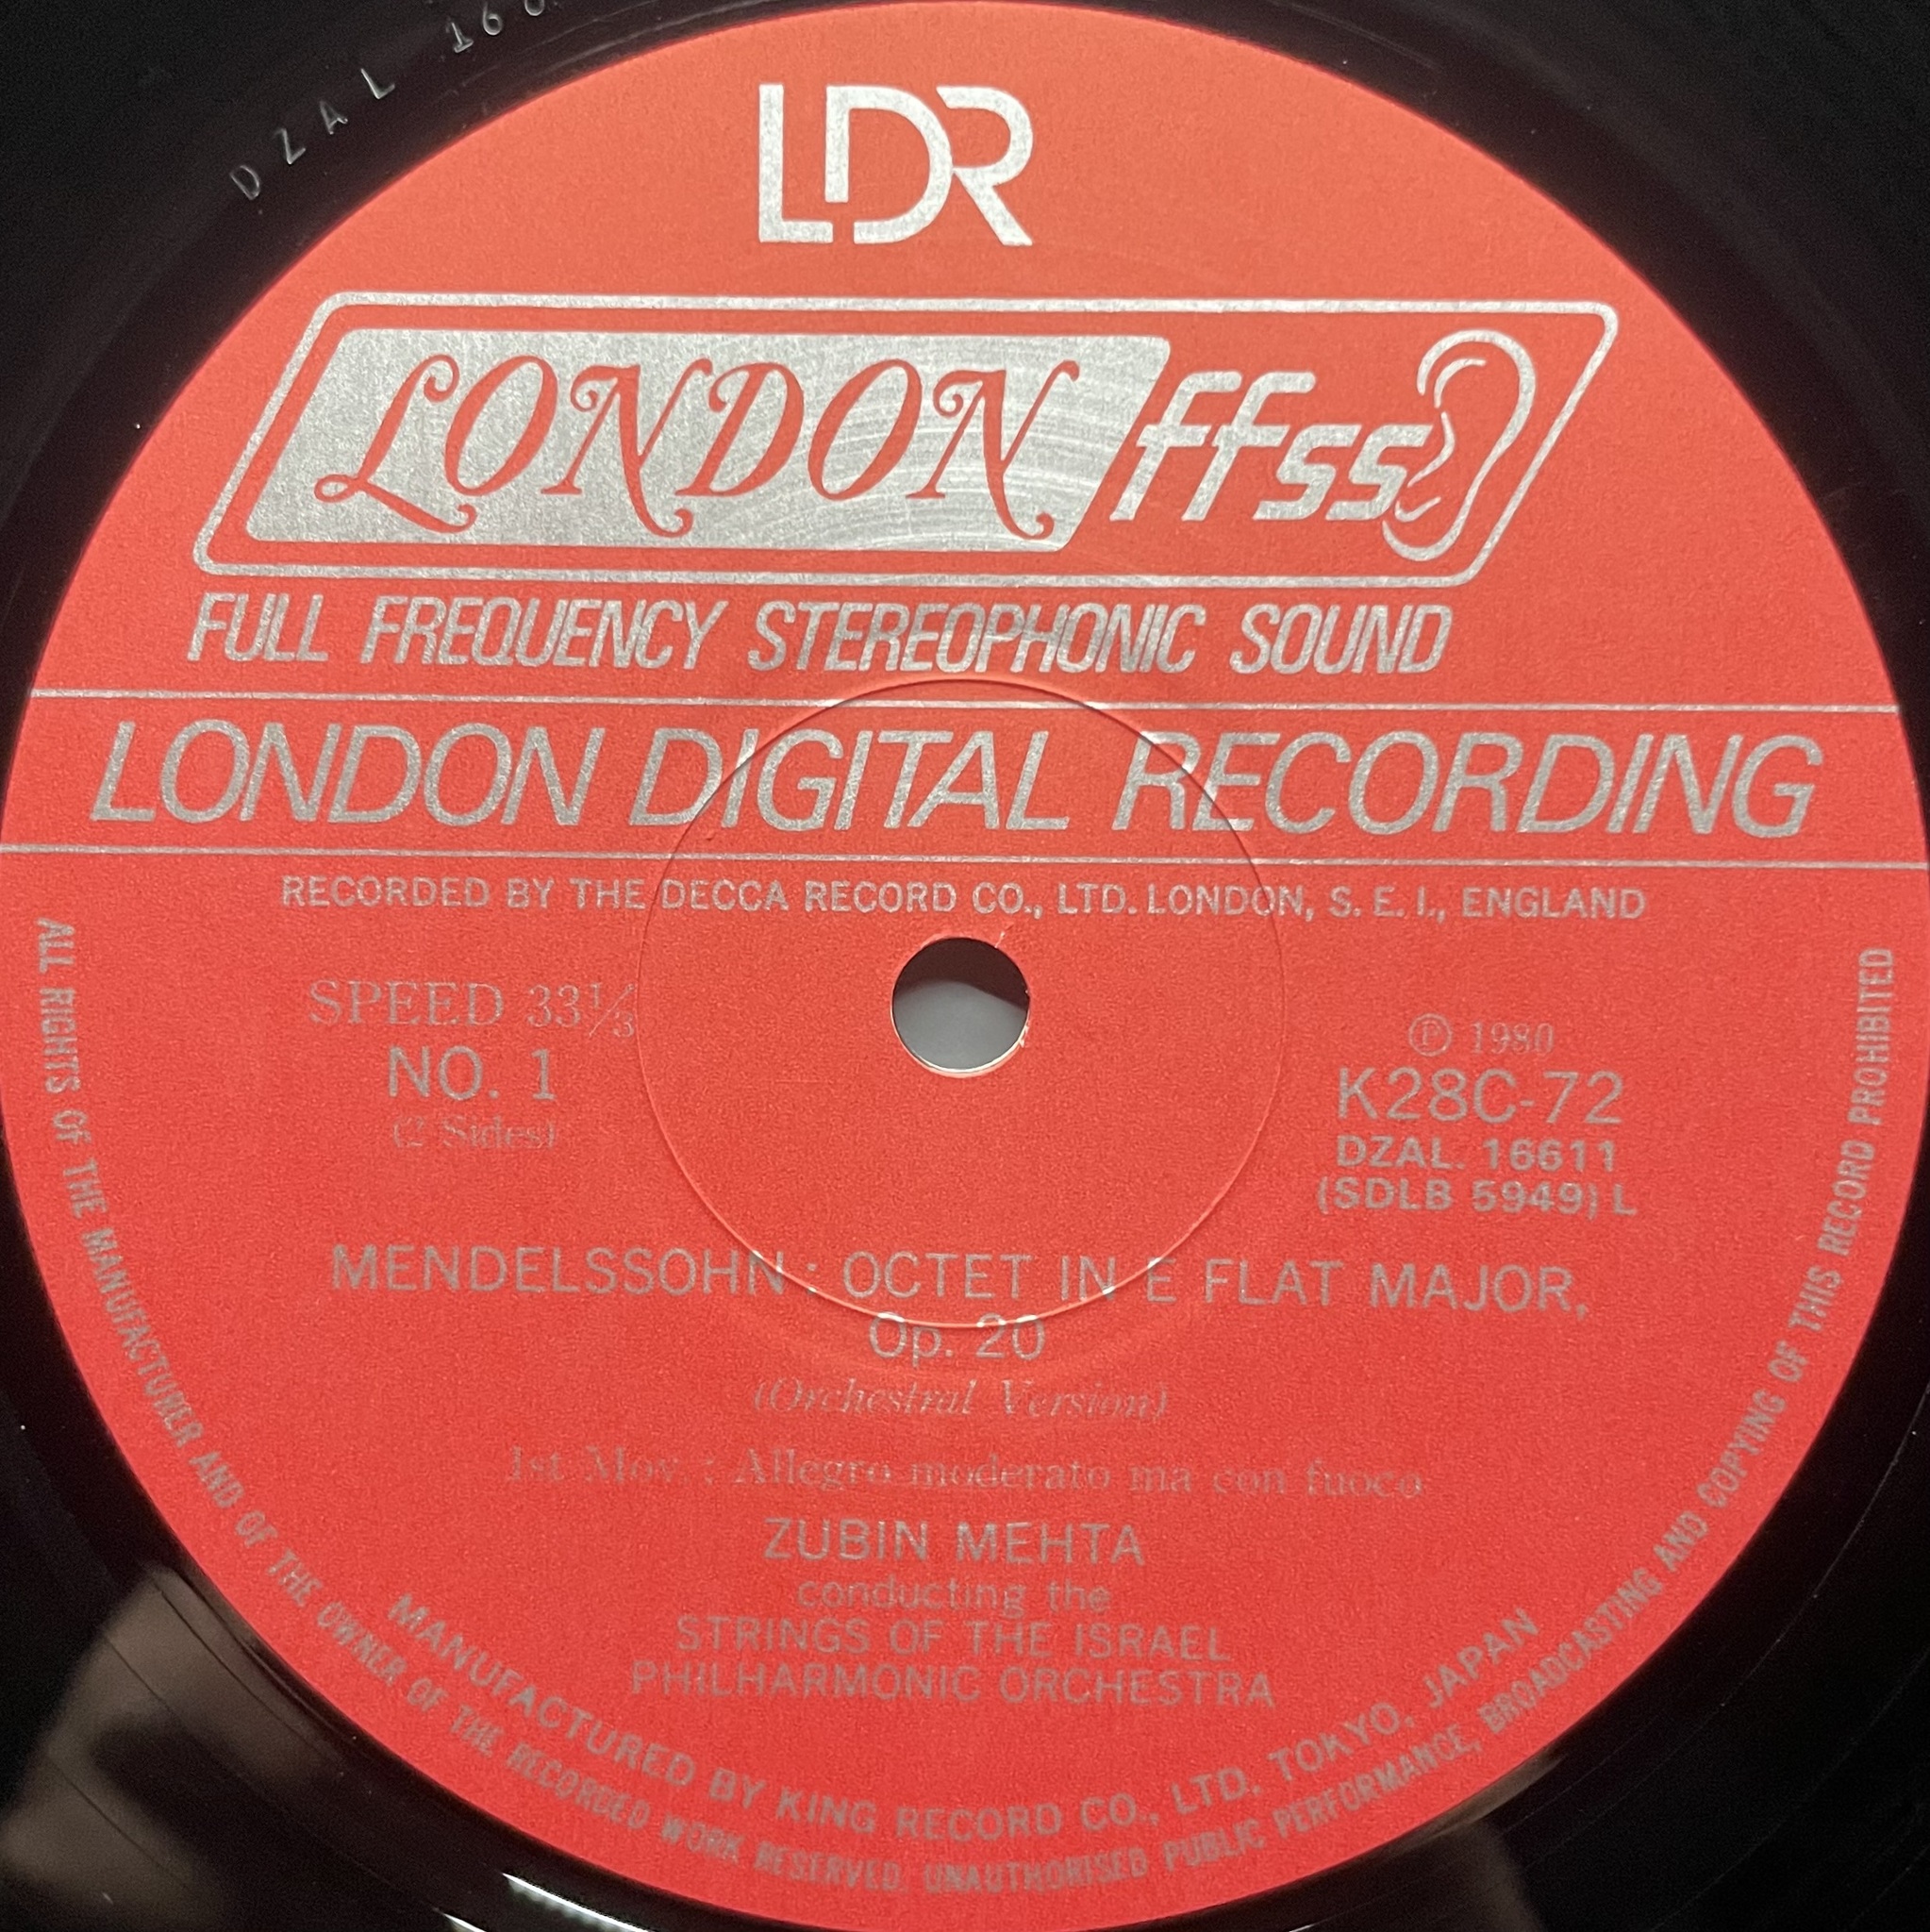 DZAL 160
LDR
LONDON ffss
FULL FREQUENCY STEREOPHONIC SOUND
LONDON DIGITAL RECORDING
RECORDED BY THE DECCA RECORD CO., LTD. LONDON, S. E. I., ENGLAND
SPEED 33⅓
NO. 1
(2 Sides)
Ⓟ 1980
K28C-72
DZAL. 16611
(SDLB 5949) L
MENDELSSOHN : OCTET IN E FLAT MAJOR,
Op. 20
(Orchestral Version)
1st Mov. : Allegro moderato ma con fuoco
ZUBIN MEHTA
conducting the
STRINGS OF THE ISRAEL
PHILHARMONIC ORCHESTRA
MANUFACTURED BY KING RECORD CO., LTD. TOKYO, JAPAN
ALL RIGHTS OF THE MANUFACTURER AND OF THE OWNER OF THE RECORDED WORK RESERVED. UNAUTHORISED PUBLIC PERFORMANCE, BROADCASTING AND COPYING OF THIS RECORD PROHIBITED